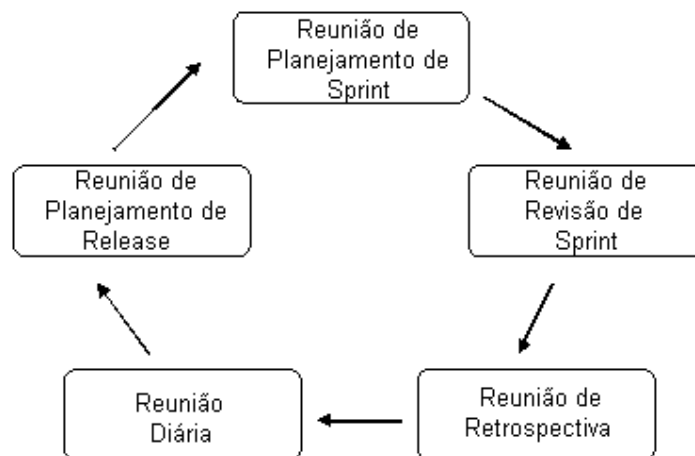 Reunião de
Planejamento de
Sprint
Reunião de
Planejamento de
Release
Reunião de
Revisão de
Sprint
Reunião
Diária
Reunião de
Retrospectiva